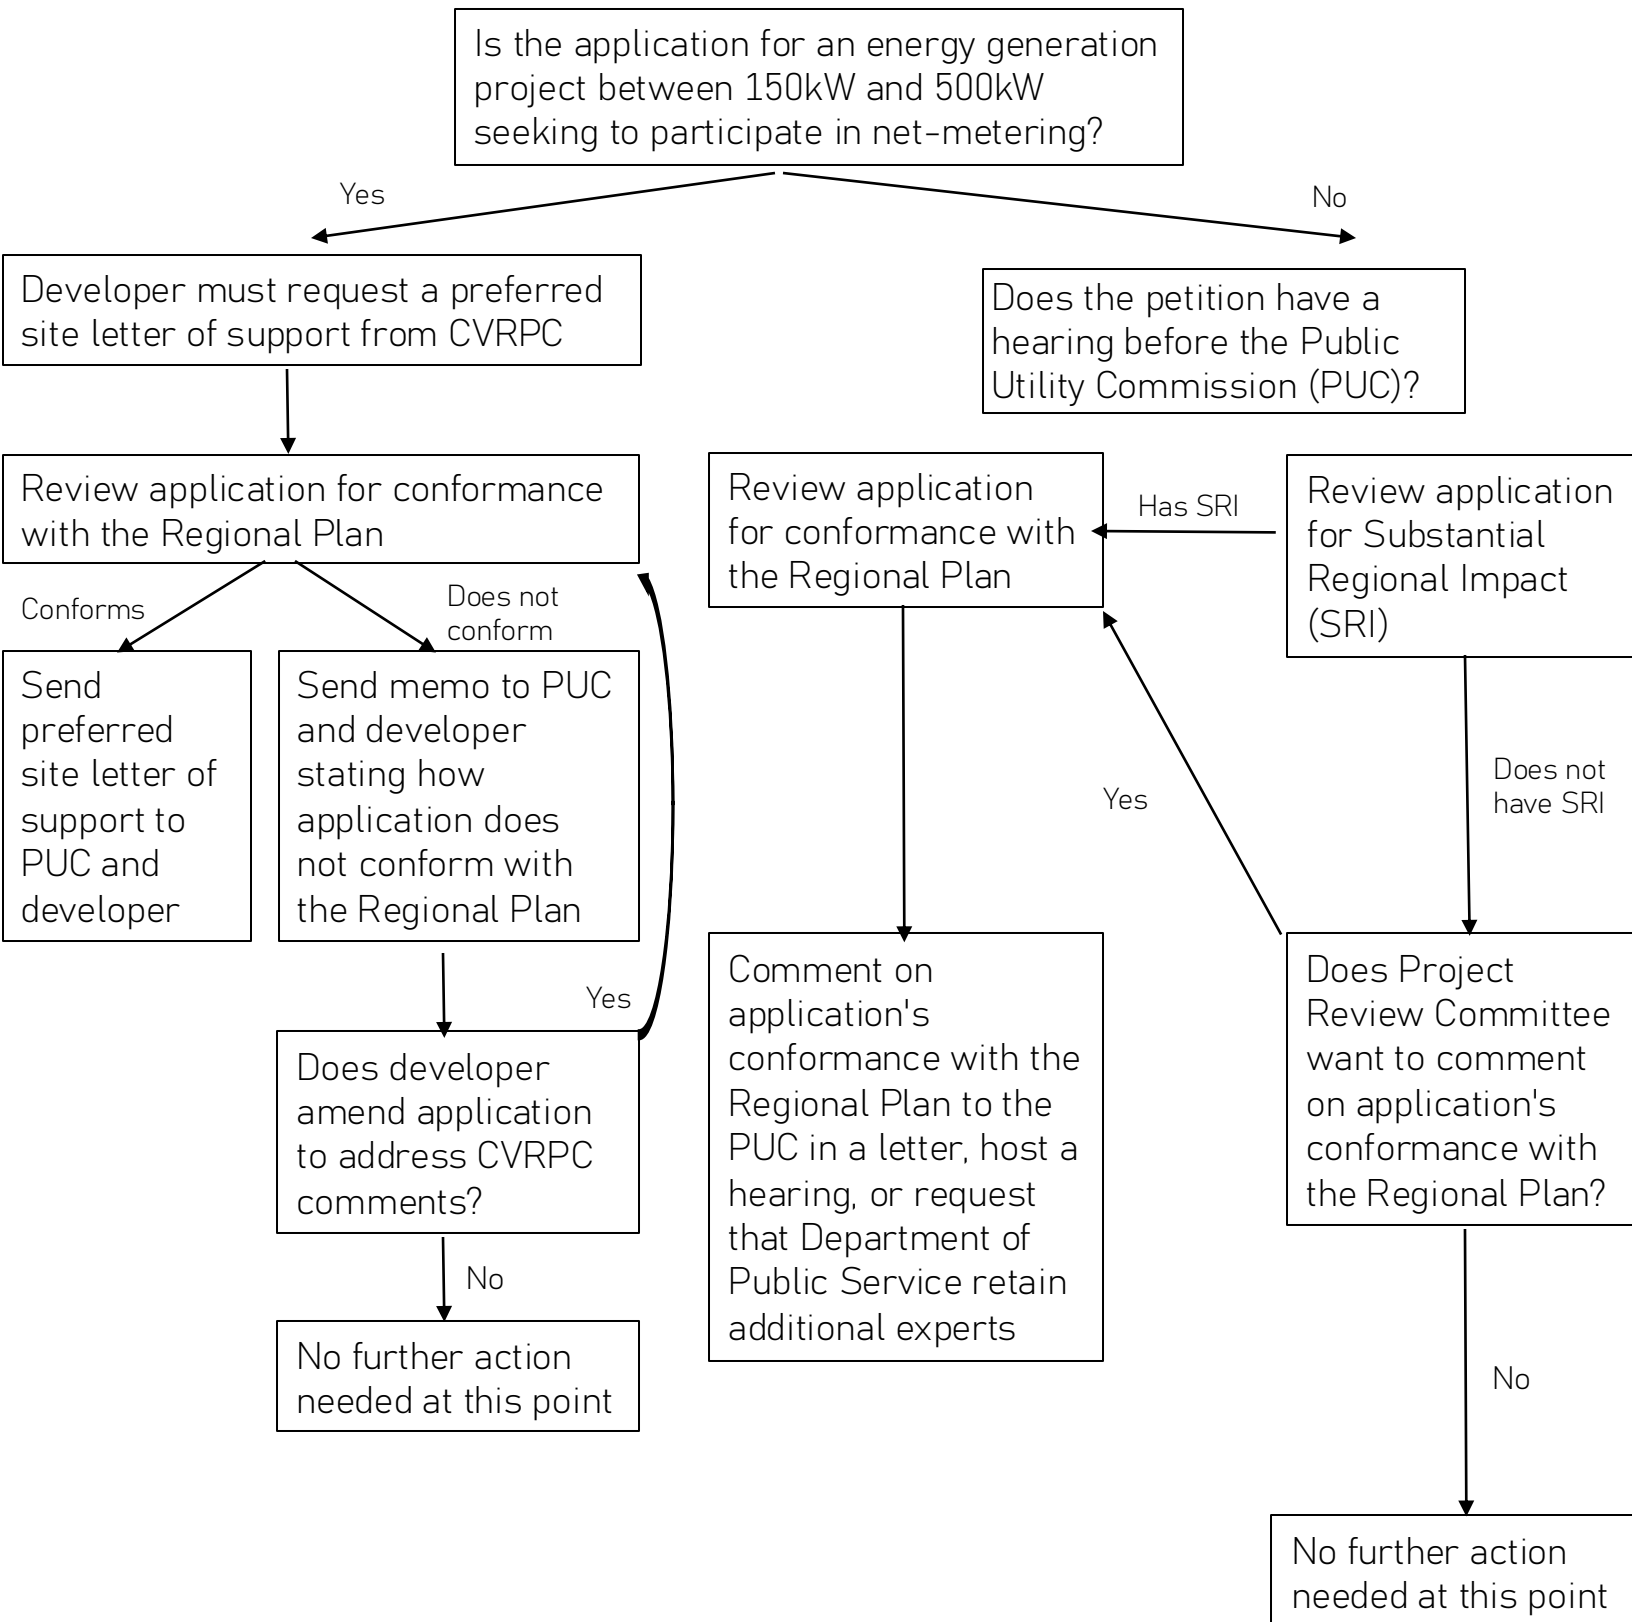 Is the application for an energy generation
project between 150kW and 500kW
seeking to participate in net-metering?
Yes
No
Developer must request a preferred
site letter of support from CVRPC
Does the petition have a
hearing before the Public
Utility Commission (PUC)?
Review application for conformance
with the Regional Plan
Review application
for conformance with
the Regional Plan
Has SRI
Review application
for Substantial
Regional Impact
(SRI)
Conforms
Does not
conform
Send
preferred
site letter of
support to
PUC and
developer
Send memo to PUC
and developer
stating how
application does
not conform with
the Regional Plan
Yes
Does not
have SRI
Yes
Does developer
amend application
to address CVRPC
comments?
Comment on
application's
conformance with the
Regional Plan to the
PUC in a letter, host a
hearing, or request
that Department of
Public Service retain
additional experts
Does Project
Review Committee
want to comment
on application's
conformance with
the Regional Plan?
No
No further action
needed at this point
No
No further action
needed at this point